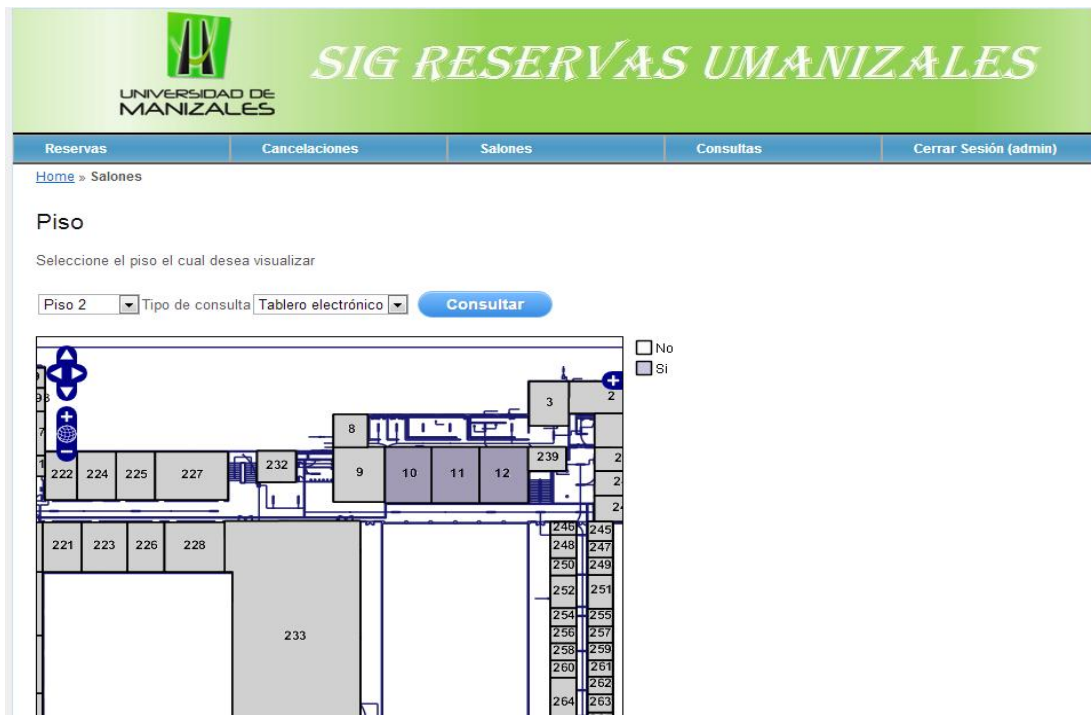 UNIVERSIDAD DE
MANIZALES
SIG RESERVAS UMANIZALES
Reservas Cancelaciones Salones Consultas Cerrar Sesión (admin)
Home » Salones
Piso
Seleccione el piso el cual desea visualizar
Piso 2 Tipo de consulta Tablero electrónico Consultar
No
Si
3 2
8
222 224 225 227 232 9 10 11 12 239
221 223 226 228
233
246 245
248 247
250 249
252 251
254 255
256 257
258 259
260 261
262
264 263